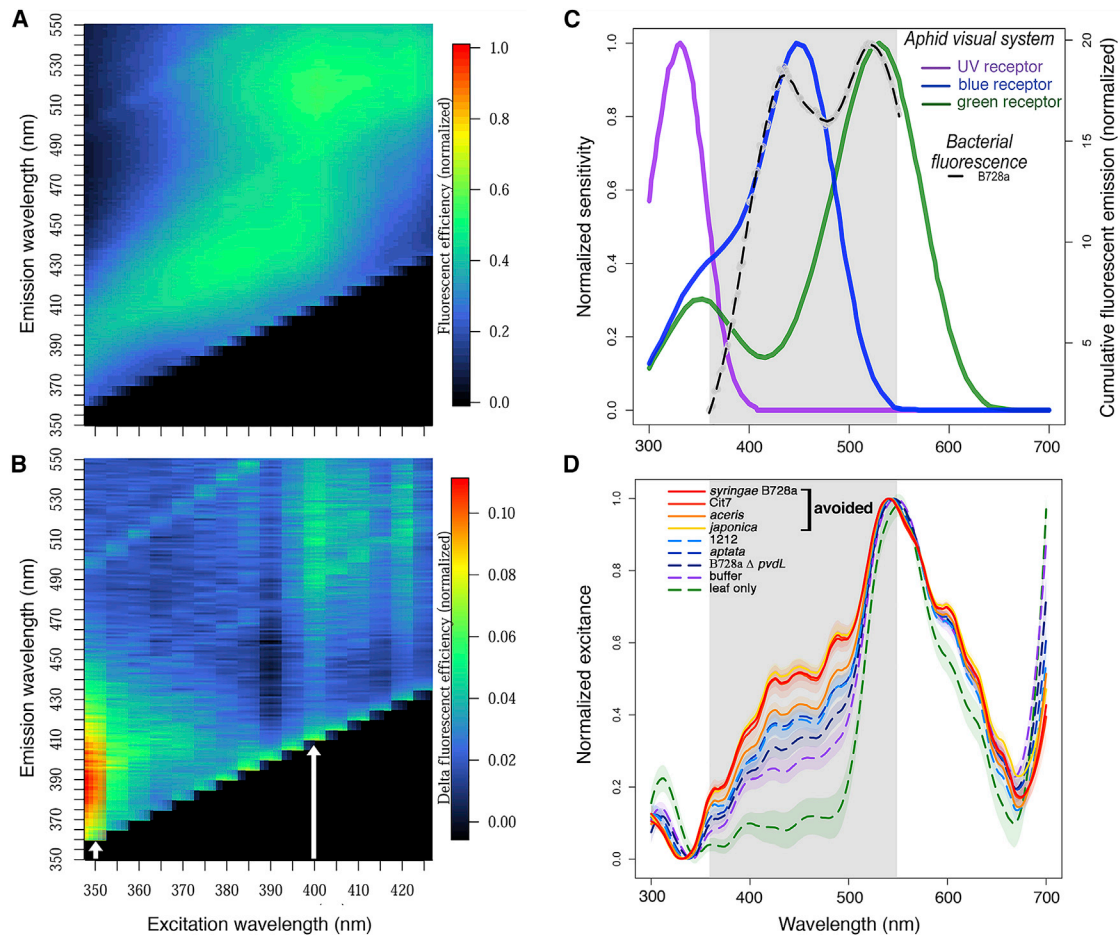 A
Emission wavelength (nm)
550
530
510
490
470
450
430
410
390
370
350
Fluorescent efficiency (normalized)
1.0
0.8
0.6
0.4
0.2
0.0
B
Emission wavelength (nm)
550
530
510
490
470
450
430
410
390
370
350
350
360
370
380
390
400
410
420
Excitation wavelength (nm)
Delta fluorescent efficiency (normalized)
0.10
0.08
0.06
0.04
0.02
0.00
C
Normalized sensitivity
1.0
0.8
0.6
0.4
0.2
0.0
300
400
500
600
700
Aphid visual system
UV receptor
blue receptor
green receptor
Bacterial
fluorescence
B728a
20
15
10
5
Cumulative fluorescent emission (normalized)
D
Normalized excitance
1.0
0.8
0.6
0.4
0.2
0.0
syringae B728a
Cit7
aceris
japonica
avoided
1212
aptata
B728a Δ pvdL
buffer
leaf only
300
400
500
600
700
Wavelength (nm)